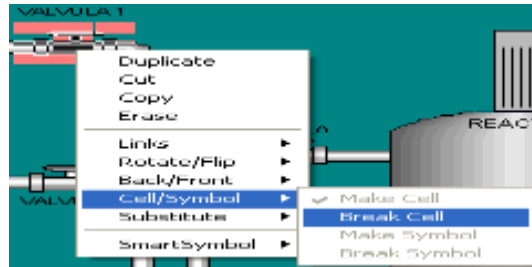 VALVULA 1
Duplicate
Cut
Copy
Erase
Links
Rotate/Flip
Back/Front
Cell/Symbol
Substitute
SmartSymbol
Make Cell
Break Cell
Make Symbol
Break Symbol
REAC
VALV